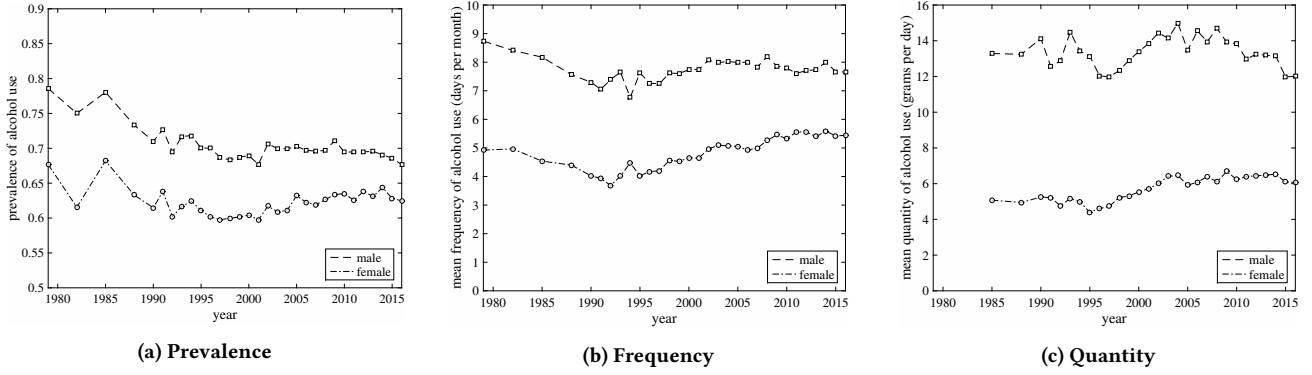 0.9
0.85
0.8
0.75
0.7
0.65
0.6
0.55
0.5
prevalence of alcohol use
male
female
1980 1985 1990 1995 2000 2005 2010 2015
year
(a) Prevalence
10
9
8
7
6
5
4
3
2
1
0
mean frequency of alcohol use (days per month)
male
female
1980 1985 1990 1995 2000 2005 2010 2015
year
(b) Frequency
16
14
12
10
8
6
4
2
0
mean quantity of alcohol use (grams per day)
male
female
1980 1985 1990 1995 2000 2005 2010 2015
year
(c) Quantity